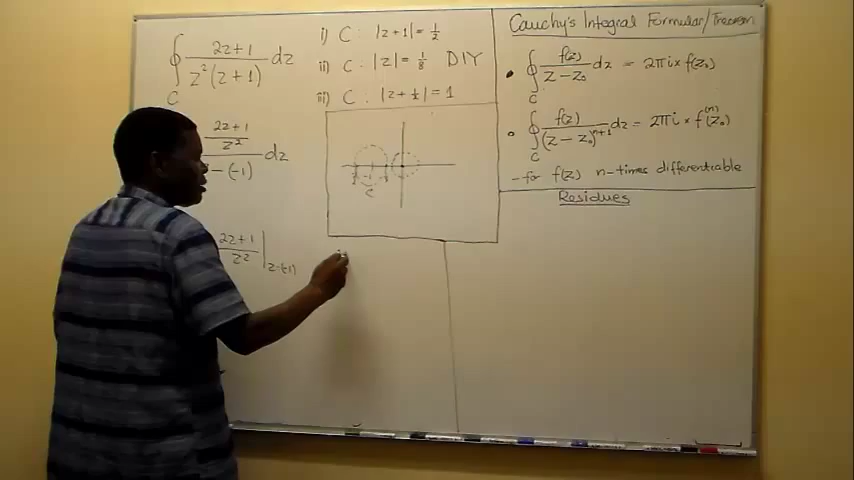 ∮_C (2z+1)/(z²(z+1)) dz
i) C : |z+1| = 1/2
ii) C : |z| = 1/8 DIY
iii) C : |z+½| = 1
(2z+1)/z² / -(-1) dz
-1 C
2z+1/z² |z=(-1)
Cauchy's Integral Formular/Theorem
• ∮_C f(z)/(z-z₀) dz = 2πi × f(z₀)
• ∮_C f(z)/(z-z₀)ⁿ⁺¹ dz = 2πi × f⁽ⁿ⁾(z₀)
- for f(z) n-times differentiable
Residues